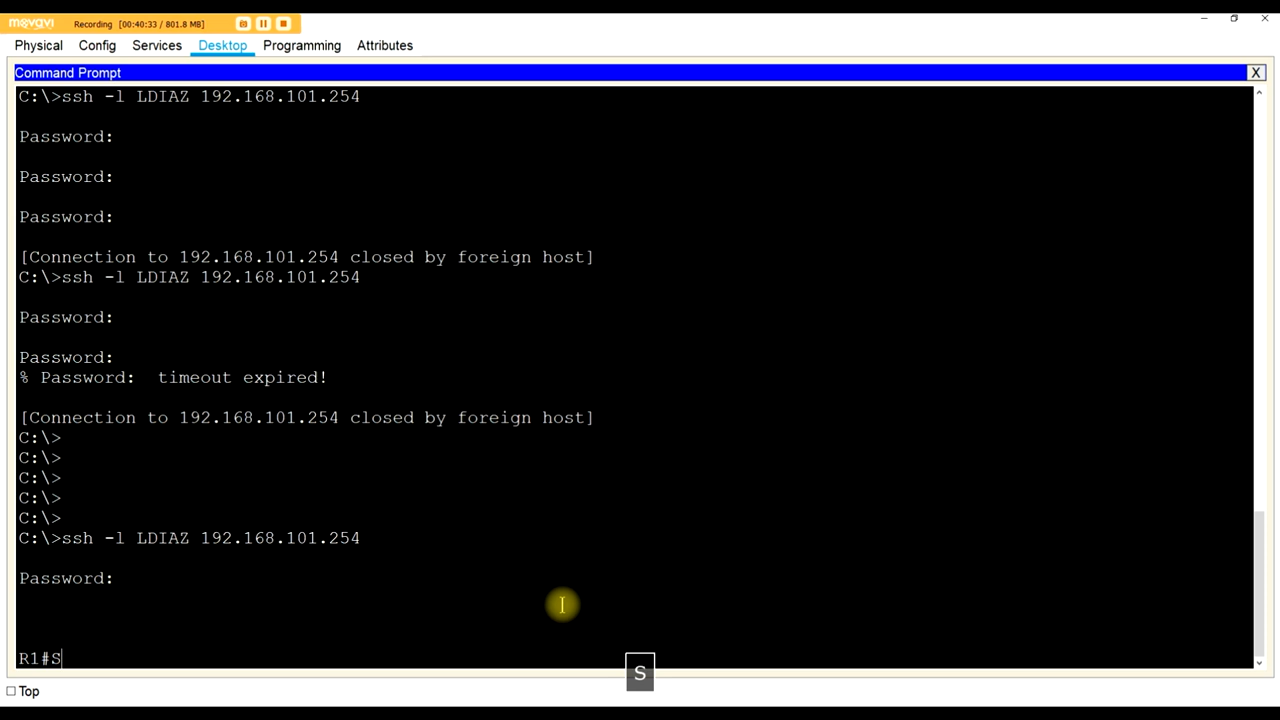 movavi Recording [00:40:33 / 801.8 MB]
Physical Config Services Desktop Programming Attributes
Command Prompt X
C:\>ssh -l LDIAZ 192.168.101.254
Password:
Password:
Password:
[Connection to 192.168.101.254 closed by foreign host]
C:\>ssh -l LDIAZ 192.168.101.254
Password:
Password:
% Password:  timeout expired!
[Connection to 192.168.101.254 closed by foreign host]
C:\>
C:\>
C:\>
C:\>
C:\>
C:\>ssh -l LDIAZ 192.168.101.254
Password:
R1#S
S
Top